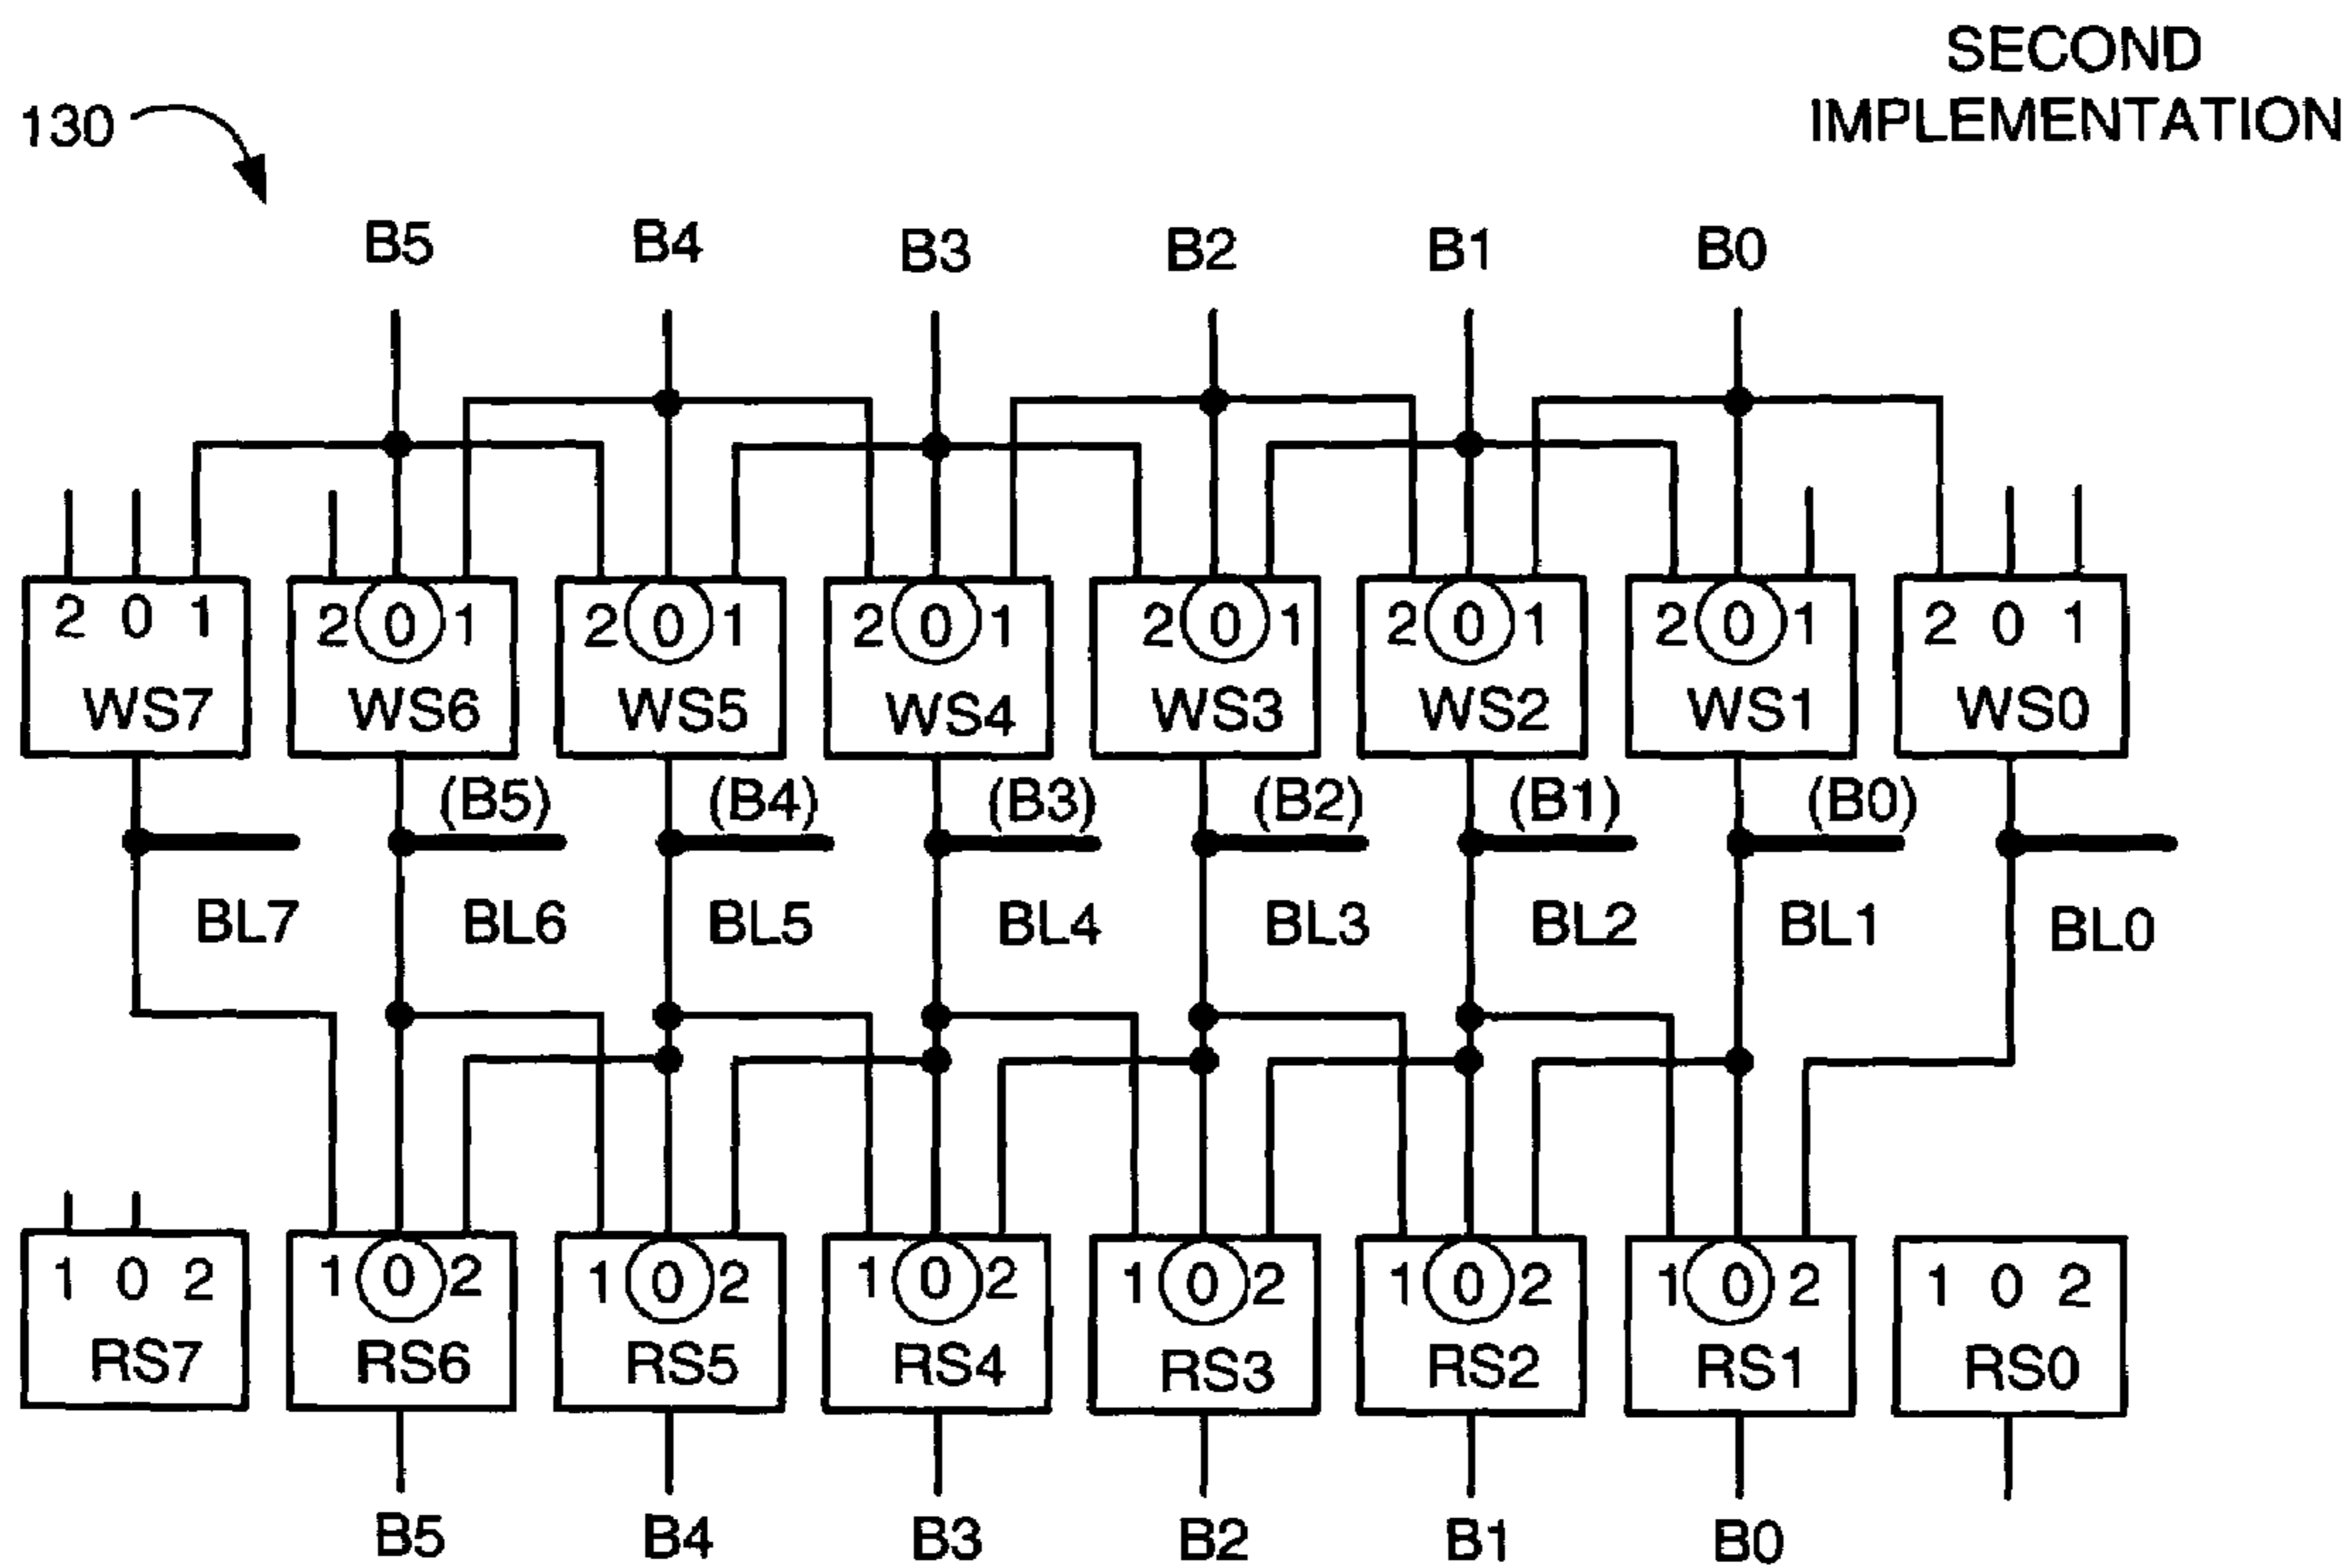 SECOND
IMPLEMENTATION
130
B5 B4 B3 B2 B1 B0
2 0 1 2 0 1 2 0 1 2 0 1 2 0 1 2 0 1 2 0 1 2 0 1
WS7 WS6 WS5 WS4 WS3 WS2 WS1 WS0
(B5) (B4) (B3) (B2) (B1) (B0)
BL7 BL6 BL5 BL4 BL3 BL2 BL1 BL0
1 0 2 1 0 2 1 0 2 1 0 2 1 0 2 1 0 2 1 0 2 1 0 2
RS7 RS6 RS5 RS4 RS3 RS2 RS1 RS0
B5 B4 B3 B2 B1 B0